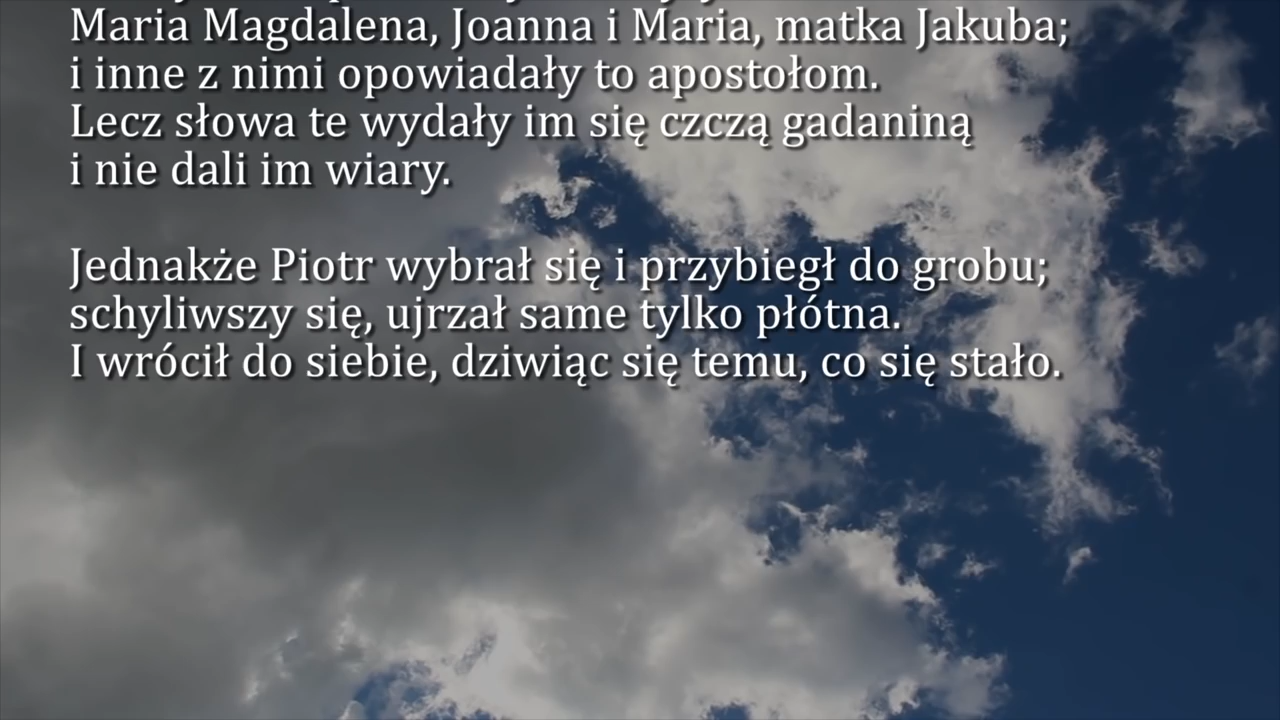 Maria Magdalena, Joanna i Maria, matka Jakuba;
i inne z nimi opowiadały to apostołom.
Lecz słowa te wydały im się czczą gadaniną
i nie dali im wiary.
Jednakże Piotr wybrał się i przybiegł do grobu;
schyliwszy się, ujrzał same tylko płótna.
I wrócił do siebie, dziwiąc się temu, co się stało.